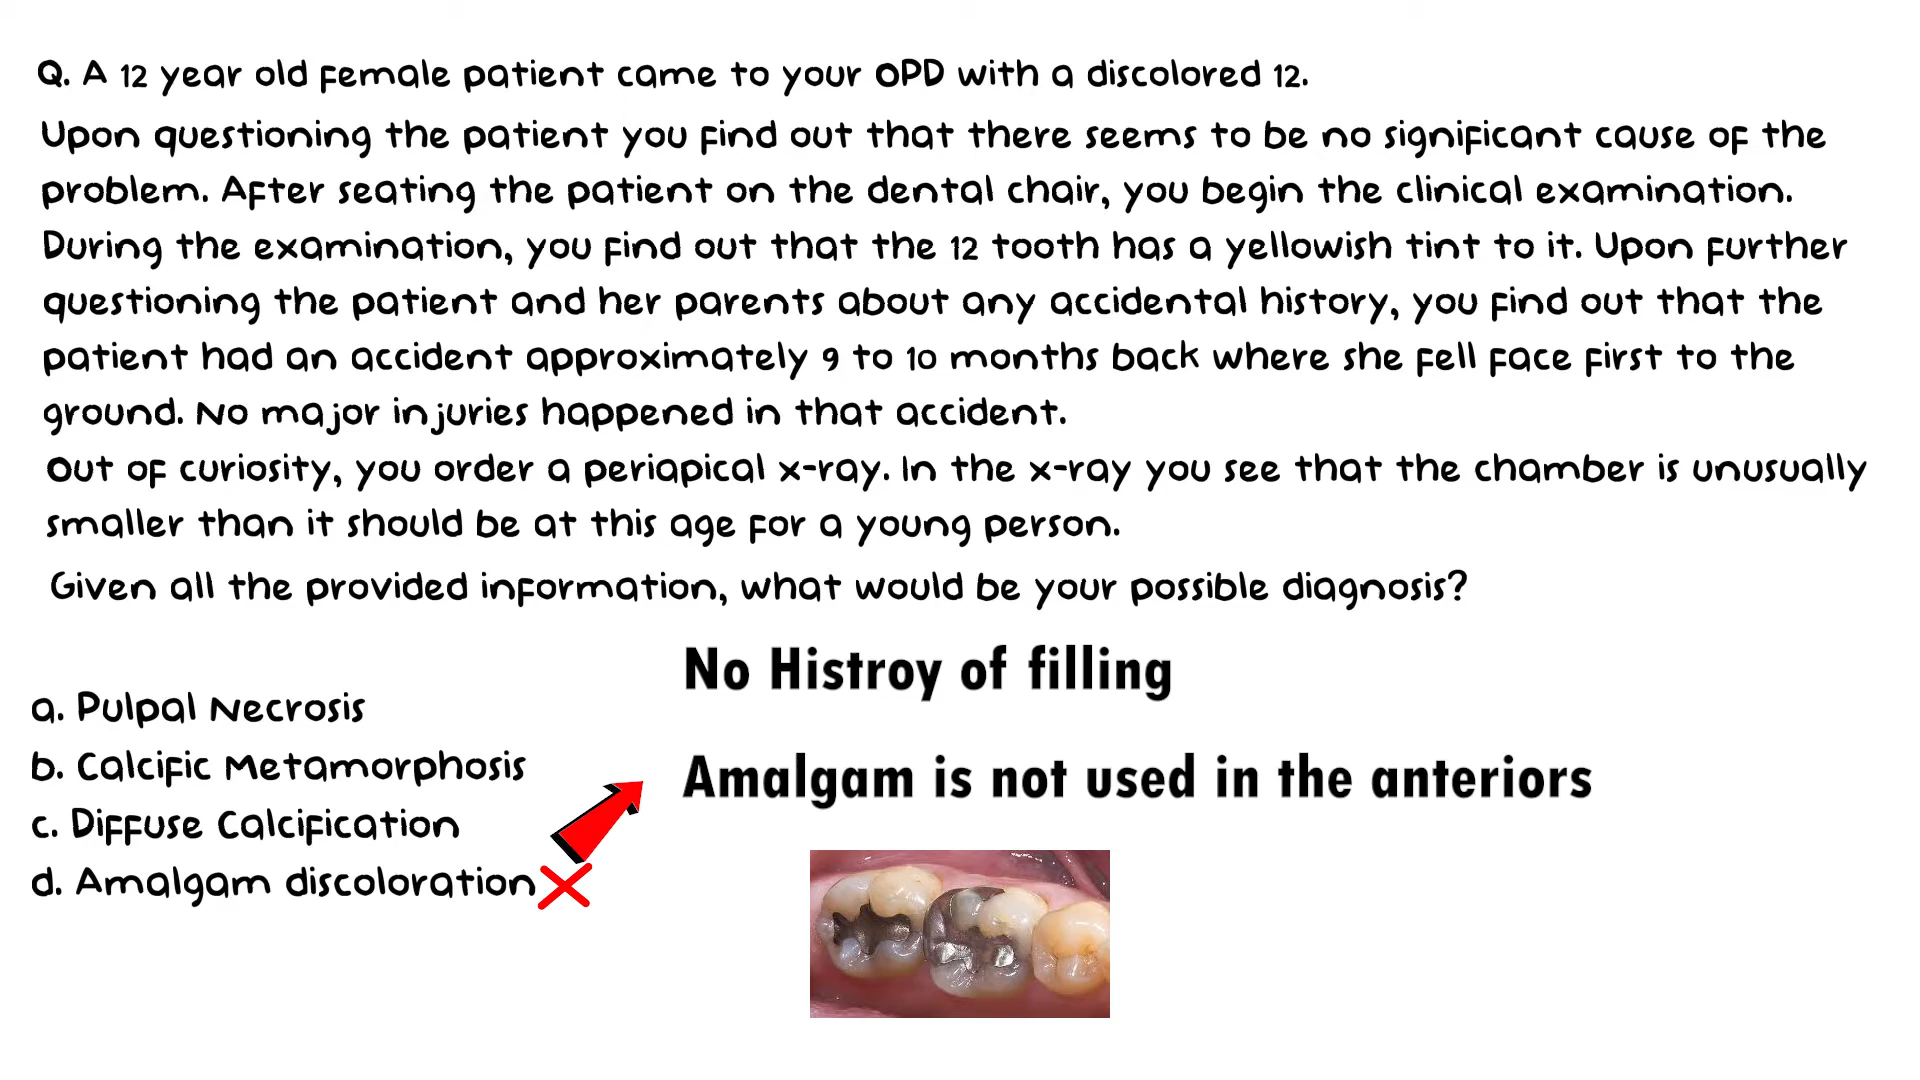 Q. A 12 year old female patient came to your OPD with a discolored 12.
Upon questioning the patient you find out that there seems to be no significant cause of the
problem. After seating the patient on the dental chair, you begin the clinical examination.
During the examination, you find out that the 12 tooth has a yellowish tint to it. Upon further
questioning the patient and her parents about any accidental history, you find out that the
patient had an accident approximately 9 to 10 months back where she fell face first to the
ground. No major injuries happened in that accident.
Out of curiosity, you order a periapical x-ray. In the x-ray you see that the chamber is unusually
smaller than it should be at this age for a young person.
Given all the provided information, what would be your possible diagnosis?
No Histroy of filling
a. Pulpal Necrosis
b. Calcific Metamorphosis
Amalgam is not used in the anteriors
c. Diffuse Calcification
d. Amalgam discoloration